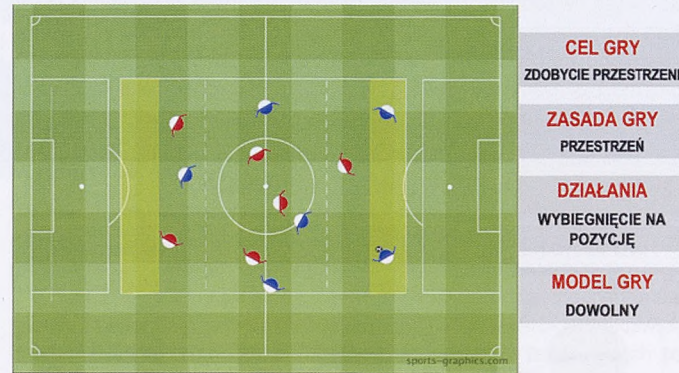 CEL GRY
ZDOBYCIE PRZESTRZENI
ZASADA GRY
PRZESTRZEŃ
DZIAŁANIA
WYBIEGNIĘCIE NA
POZYCJĘ
MODEL GRY
DOWOLNY
sports-graphics.com